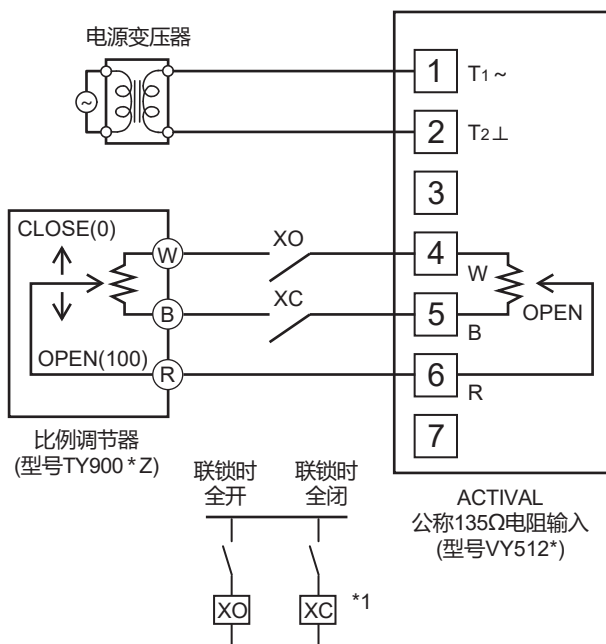 电源变压器
~
1 T1~
2 T2⊥
3
CLOSE(0)
W
XO
4
W
B
XC
5
B
OPEN
OPEN(100)
R
6
R
7
比例调节器
(型号TY900*Z)
联锁时
全开
联锁时
全闭
XO
XC
*1
ACTIVAL
公称135Ω电阻输入
(型号VY512*)